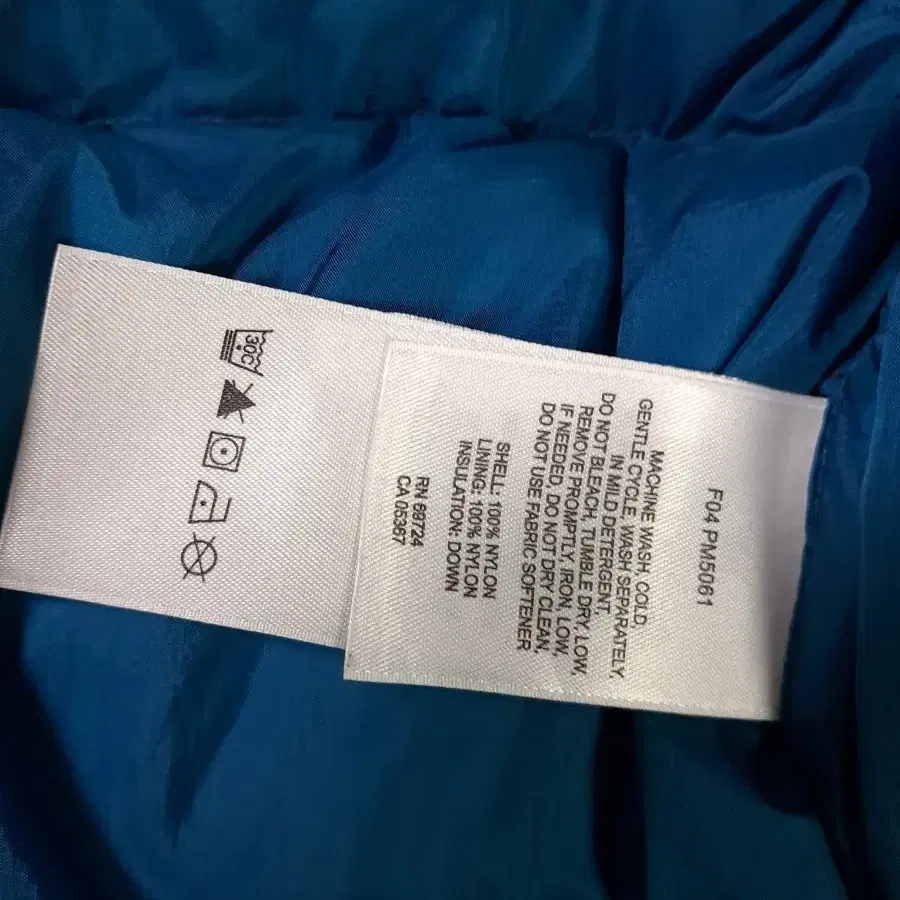 F04 PM5061
MACHINE WASH, COLD,
GENTLE CYCLE, WASH SEPARATELY,
IN MILD DETERGENT,
DO NOT BLEACH, TUMBLE DRY, LOW,
REMOVE PROMPTLY, IRON, LOW,
IF NEEDED, DO NOT DRY CLEAN,
DO NOT USE FABRIC SOFTENER
SHELL: 100% NYLON
LINING: 100% NYLON
INSULATION: DOWN
RN 69724
CA 05367
30C